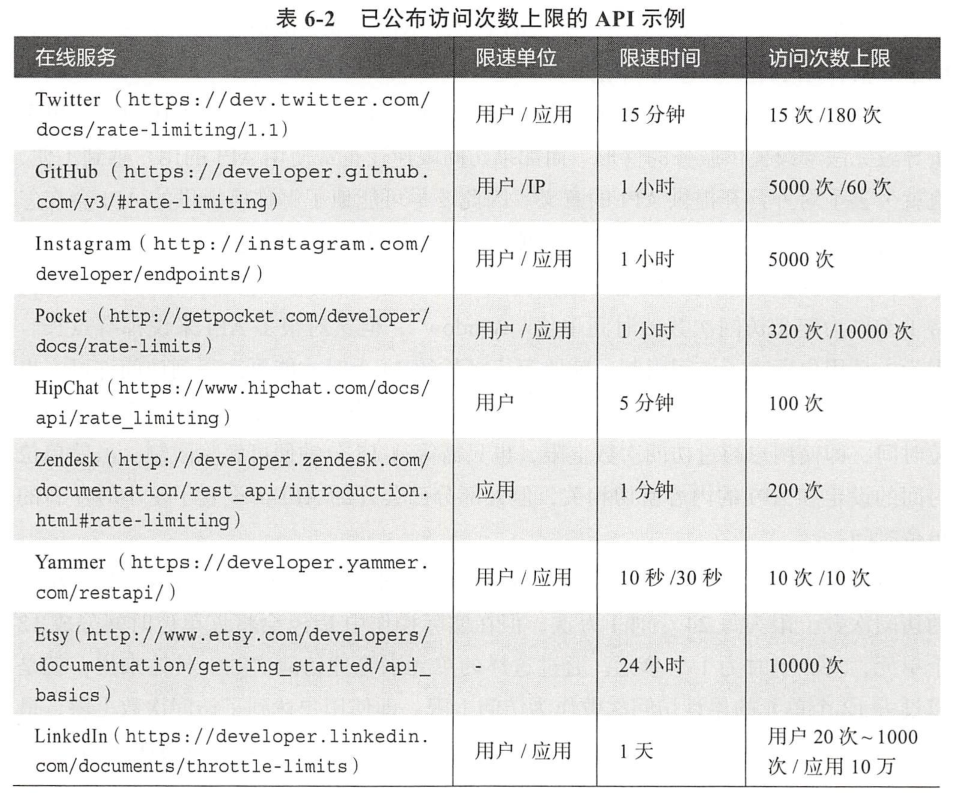 表 6-2 已公布访问次数上限的 API 示例
在线服务 限速单位 限速时间 访问次数上限
Twitter（https://dev.twitter.com/
docs/rate-limiting/1.1） 用户 / 应用 15 分钟 15 次 /180 次
GitHub（https://developer.github.
com/v3/#rate-limiting） 用户 /IP 1 小时 5000 次 /60 次
Instagram（http://instagram.com/
developer/endpoints/） 用户 / 应用 1 小时 5000 次
Pocket（http://getpocket.com/developer/
docs/rate-limits） 用户 / 应用 1 小时 320 次 /10000 次
HipChat（https://www.hipchat.com/docs/
api/rate_limiting） 用户 5 分钟 100 次
Zendesk（http://developer.zendesk.com/
documentation/rest_api/introduction.
html#rate-limiting） 应用 1 分钟 200 次
Yammer（https://developer.yammer.
com/restapi/） 用户 / 应用 10 秒 /30 秒 10 次 /10 次
Etsy（http://www.etsy.com/developers/
documentation/getting_started/api_
basics） - 24 小时 10000 次
LinkedIn（https://developer.linkedin.
com/documents/throttle-limits） 用户 / 应用 1 天 用户 20 次~1000
次 / 应用 10 万